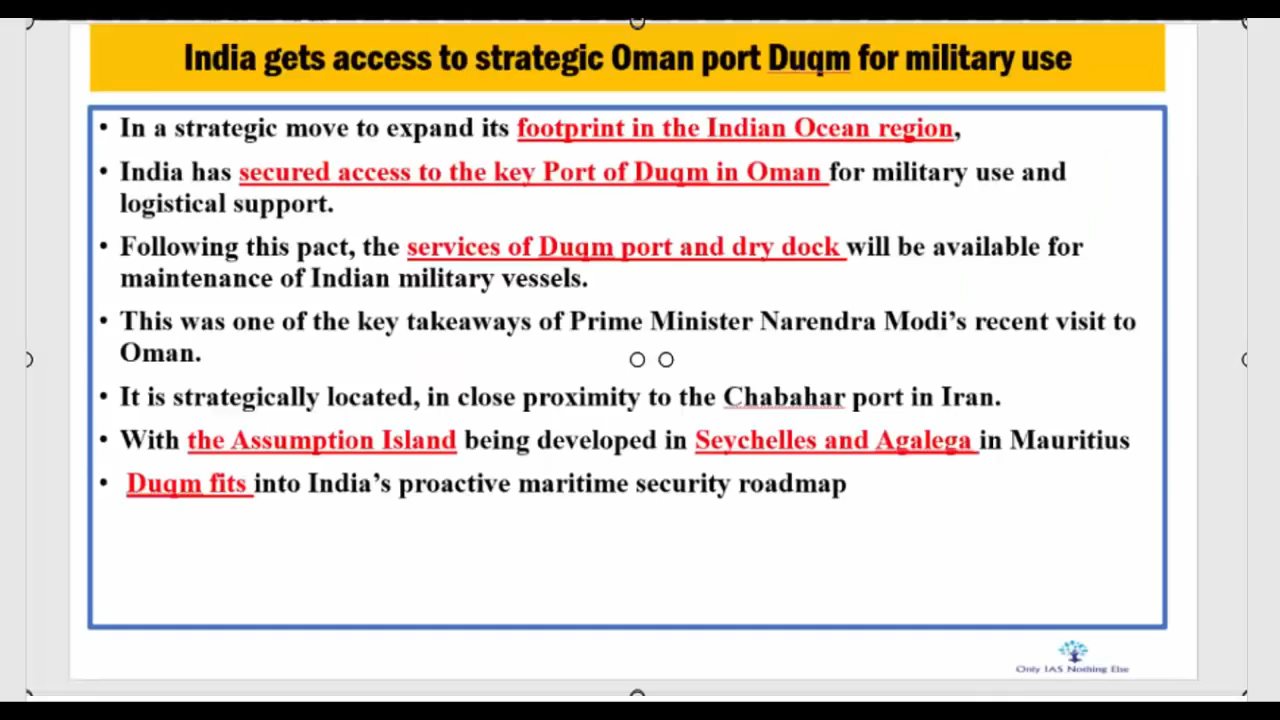 India gets access to strategic Oman port Duqm for military use
• In a strategic move to expand its footprint in the Indian Ocean region,
• India has secured access to the key Port of Duqm in Oman for military use and
logistical support.
• Following this pact, the services of Duqm port and dry dock will be available for
maintenance of Indian military vessels.
• This was one of the key takeaways of Prime Minister Narendra Modi’s recent visit to
Oman.
• It is strategically located, in close proximity to the Chabahar port in Iran.
• With the Assumption Island being developed in Seychelles and Agalega in Mauritius
• Duqm fits into India’s proactive maritime security roadmap
Only IAS Nothing Else